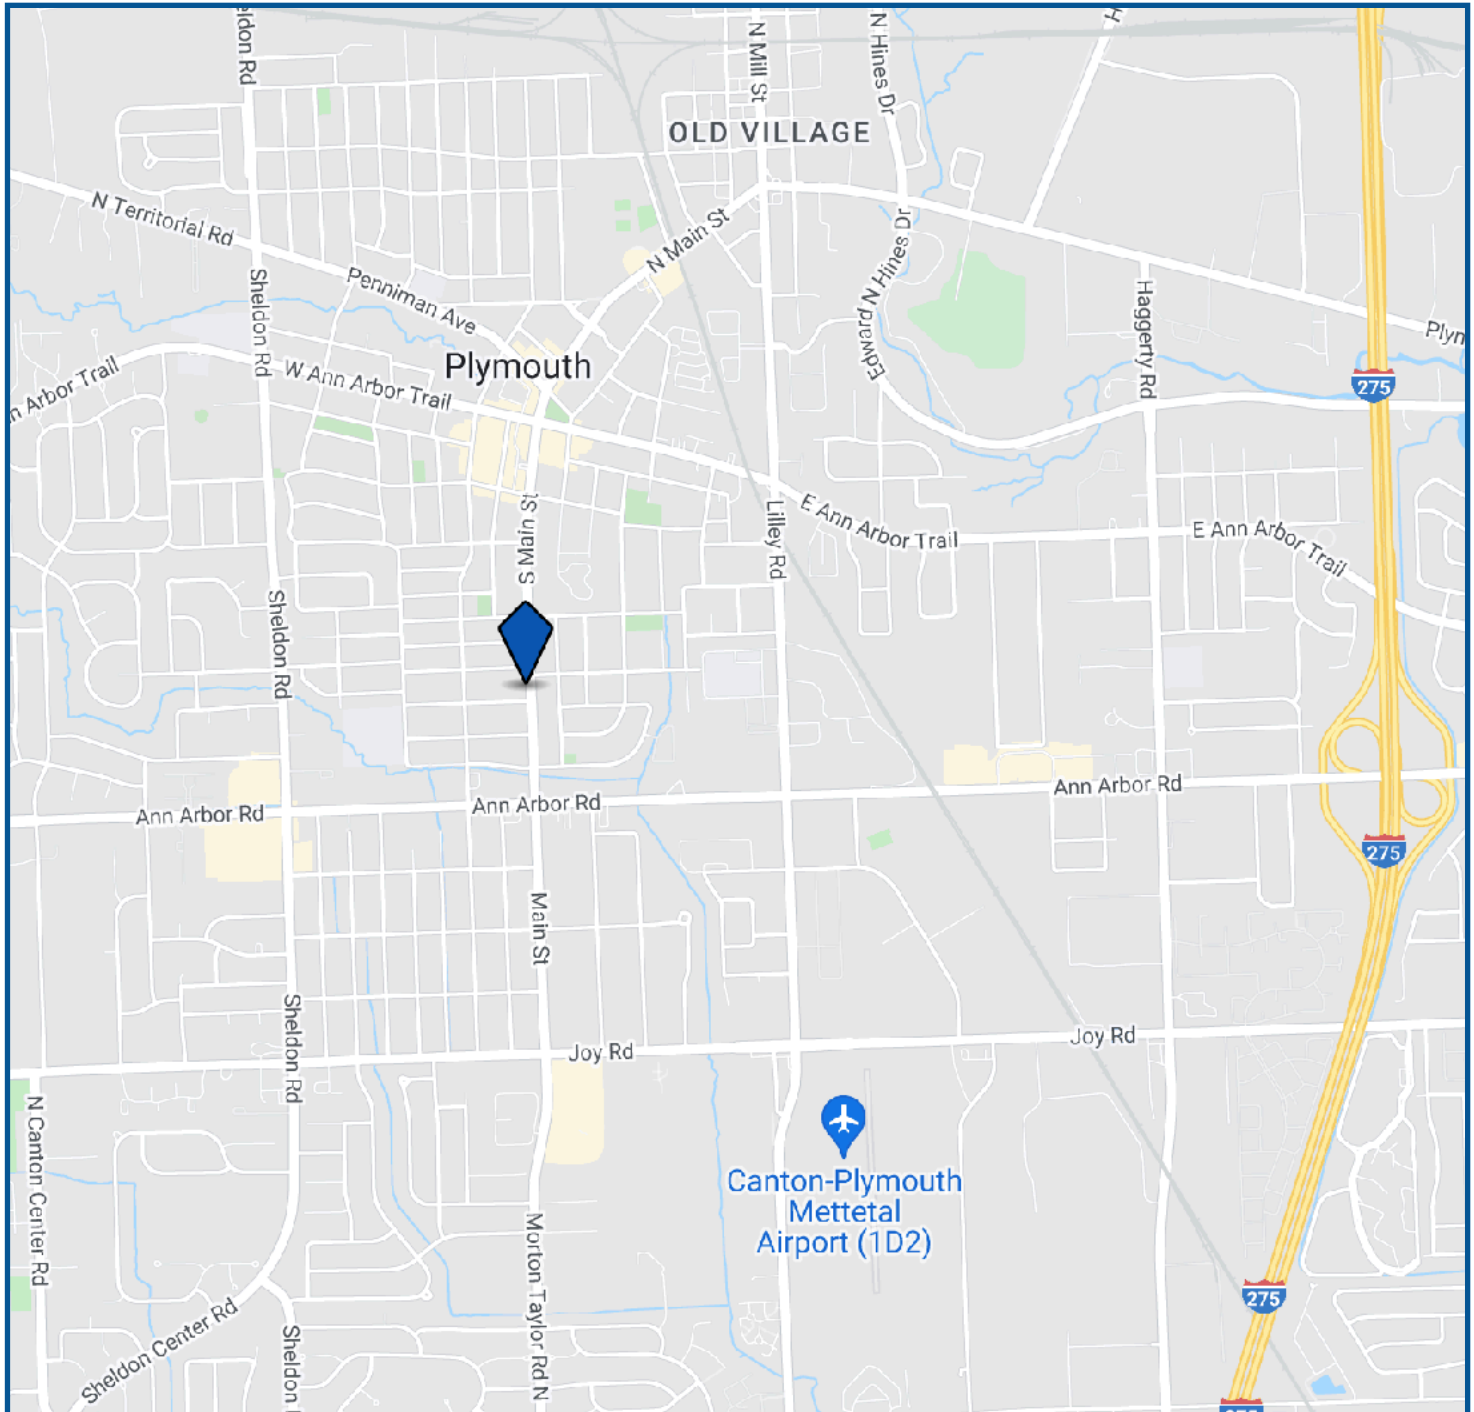 eldon Rd
N Mill St
N Hines Dr
H
OLD VILLAGE
N Territorial Rd
N Main St
Penniman Ave
Sheldon Rd
Edward N Hines Dr
Haggerty Rd
Plyn
n Arbor Trail
W Ann Arbor Trail
Plymouth
275
S Main St
Lilley Rd
E Ann Arbor Trail
E Ann Arbor Trail
Sheldon Rd
Ann Arbor Rd
Ann Arbor Rd
Ann Arbor Rd
275
Main St
Sheldon Rd
Joy Rd
Joy Rd
N Canton Center Rd
Canton-Plymouth
Mettetal
Airport (1D2)
Morton Taylor Rd
N
275
Sheldon Center Rd
Sheldon
275